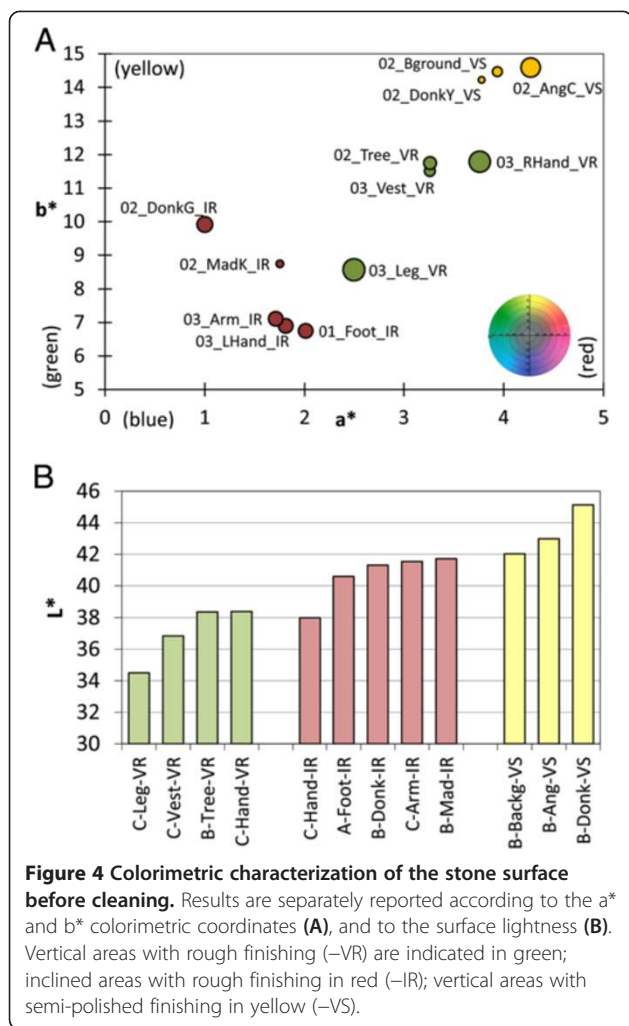 A
15
(yellow)
02_Bground_VS
14
02_DonkY_VS
02_AngC_VS
13
12
02_Tree_VR
03_RHand_VR
11
03_Vest_VR
b*
02_DonkG_IR
10
9
02_MadK_IR
03_Leg_VR
8
7
03_Arm_IR
01_Foot_IR
03_LHand_IR
6
(green)
(red)
5
0 (blue) 1 2 a* 3 4 5
B
46
44
42
40
L*
38
36
34
32
30
C-Leg-VR
C-Vest-VR
B-Tree-VR
C-Hand-VR
C-Hand-IR
A-Foot-IR
B-Donk-IR
C-Arm-IR
B-Mad-IR
B-Backg-VS
B-Ang-VS
B-Donk-VS
Figure 4 Colorimetric characterization of the stone surface
before cleaning. Results are separately reported according to the a*
and b* colorimetric coordinates (A), and to the surface lightness (B).
Vertical areas with rough finishing (−VR) are indicated in green;
inclined areas with rough finishing in red (−IR); vertical areas with
semi-polished finishing in yellow (−VS).